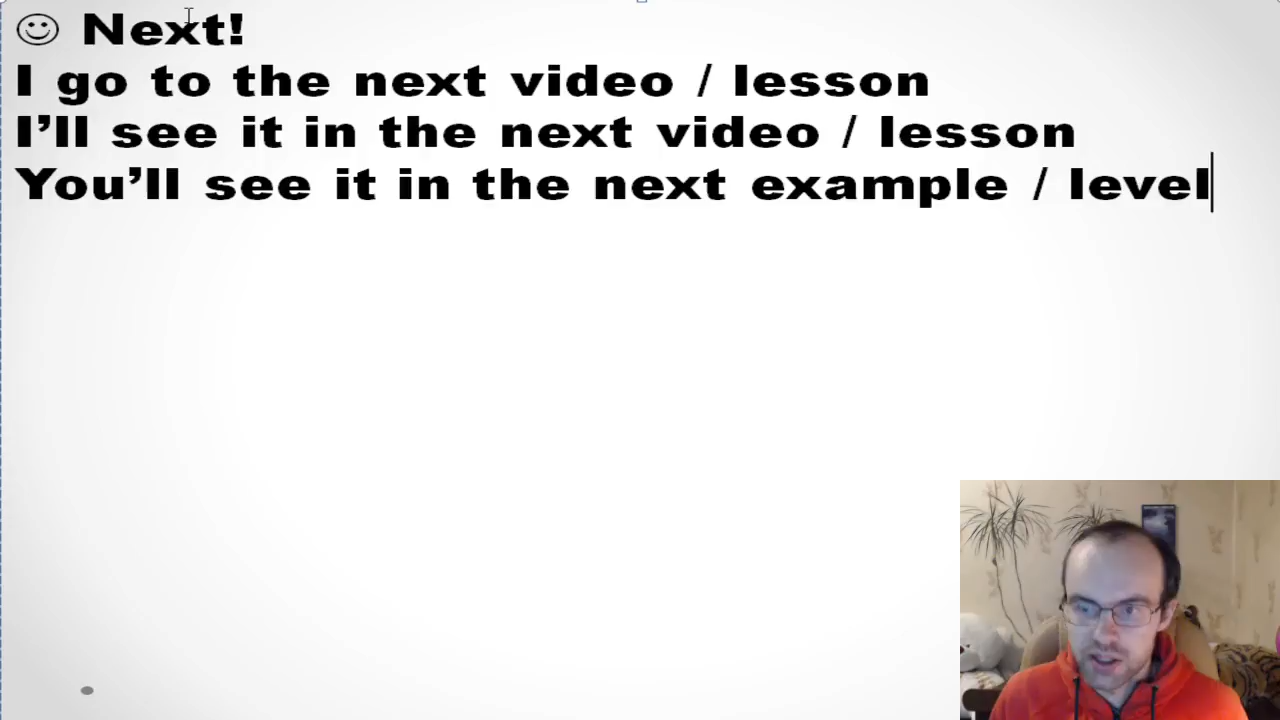 ☺ Next!
I go to the next video / lesson
I’ll see it in the next video / lesson
You’ll see it in the next example / level